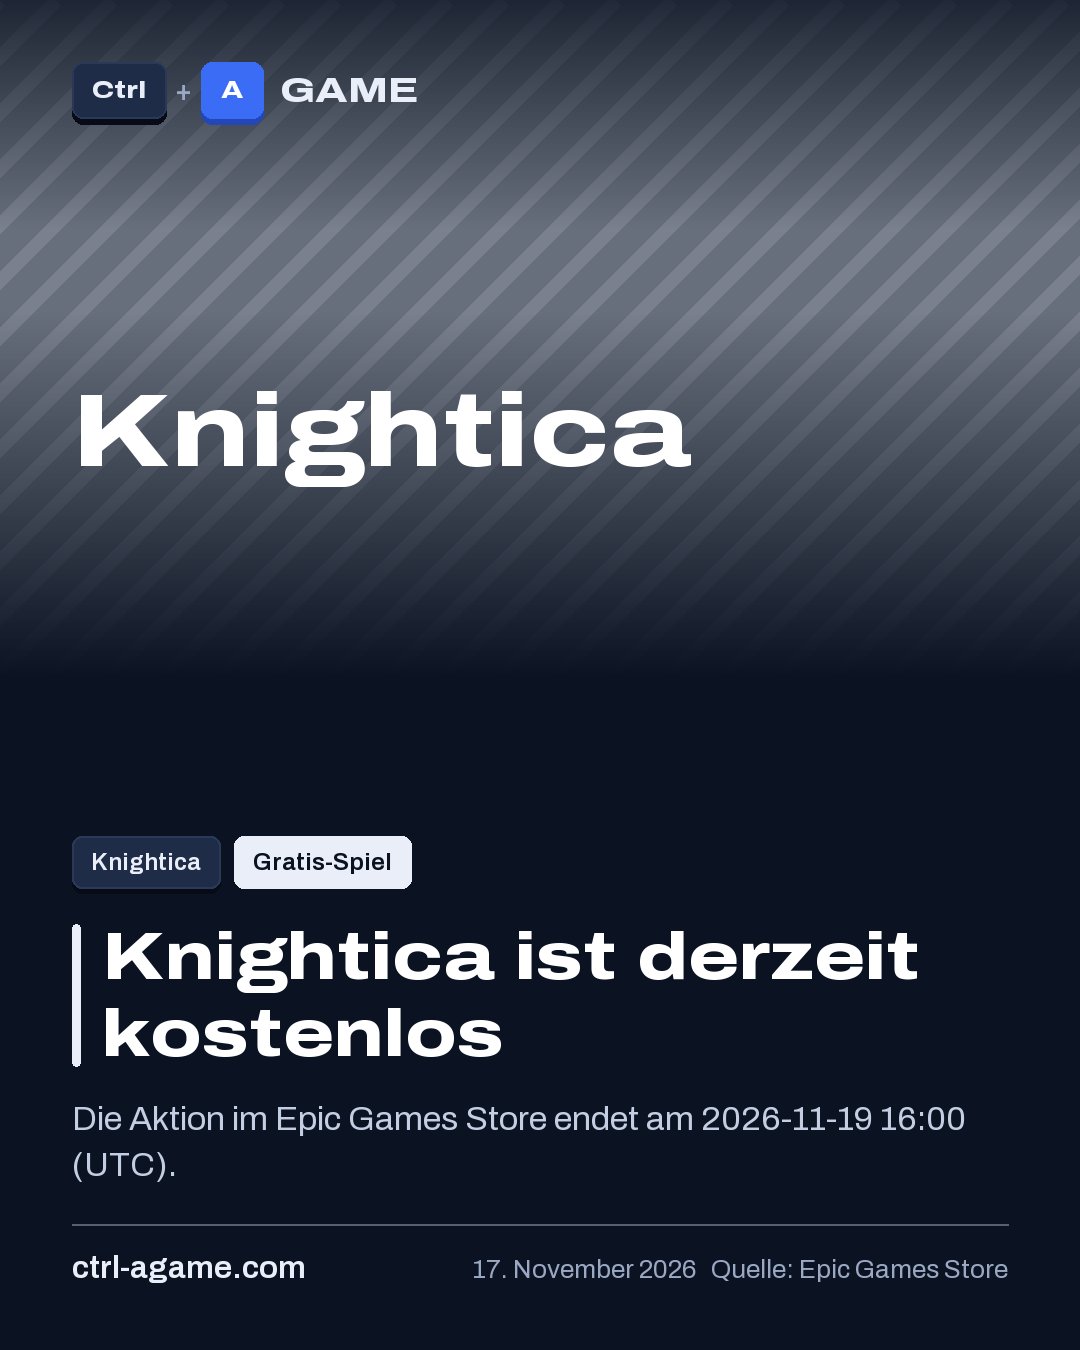 Ctrl + A GAME
Knightica
Knightica Gratis-Spiel
Knightica ist derzeit
kostenlos
Die Aktion im Epic Games Store endet am 2026-11-19 16:00
(UTC).
ctrl-agame.com 17. November 2026 Quelle: Epic Games Store